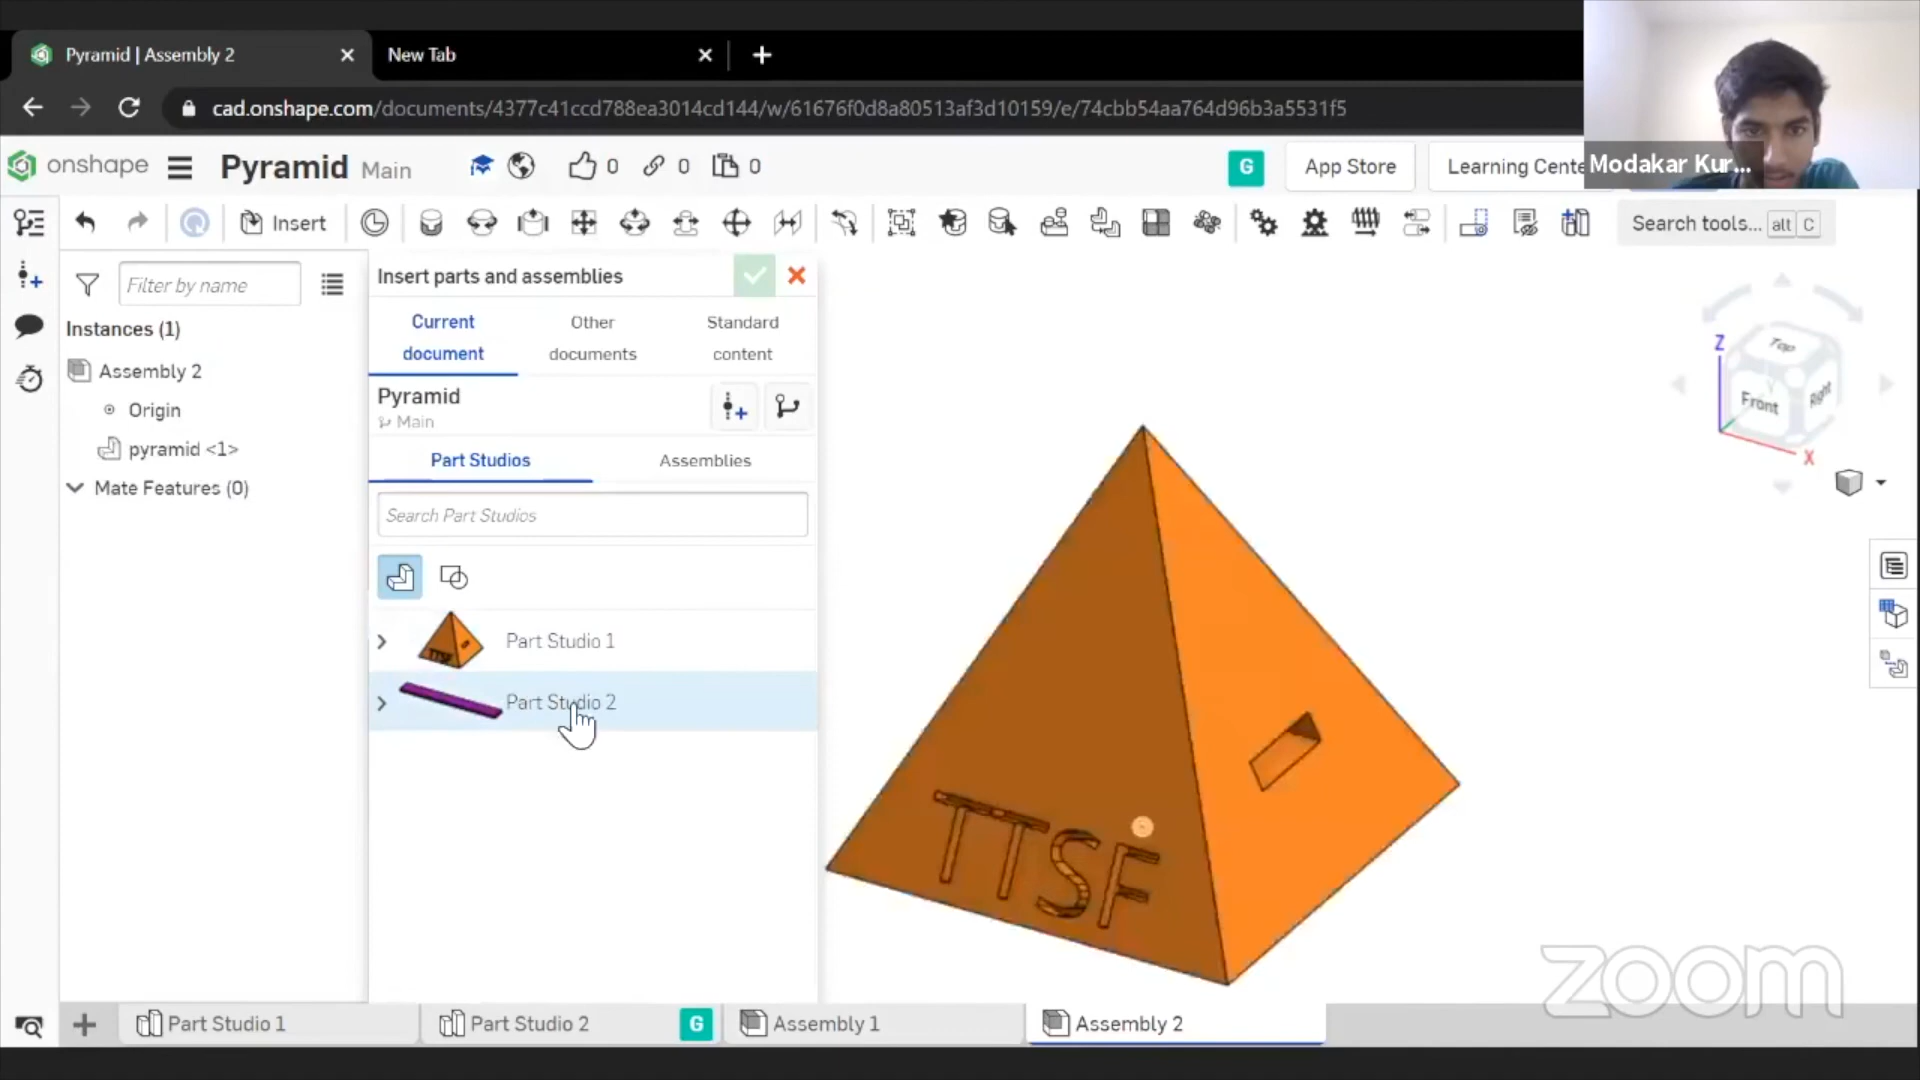 Pyramid | Assembly 2
New Tab
cad.onshape.com/documents/4377c41ccd788ea3014cd144/w/61676f0d8a80513af3d10159/e/74cbb54aa764d96b3a5531f5
onshape
Pyramid Main
0 0 0
G
App Store
Learning Cente
Modakar Kur...
Insert
Search tools... alt C
Filter by name
Instances (1)
Assembly 2
Origin
pyramid <1>
Mate Features (0)
Insert parts and assemblies
Current document
Other documents
Standard content
Pyramid
Main
Part Studios
Assemblies
Search Part Studios
Part Studio 1
Part Studio 2
Z
Top
Front
Right
X
TTSF
zoom
Part Studio 1
Part Studio 2
G
Assembly 1
Assembly 2